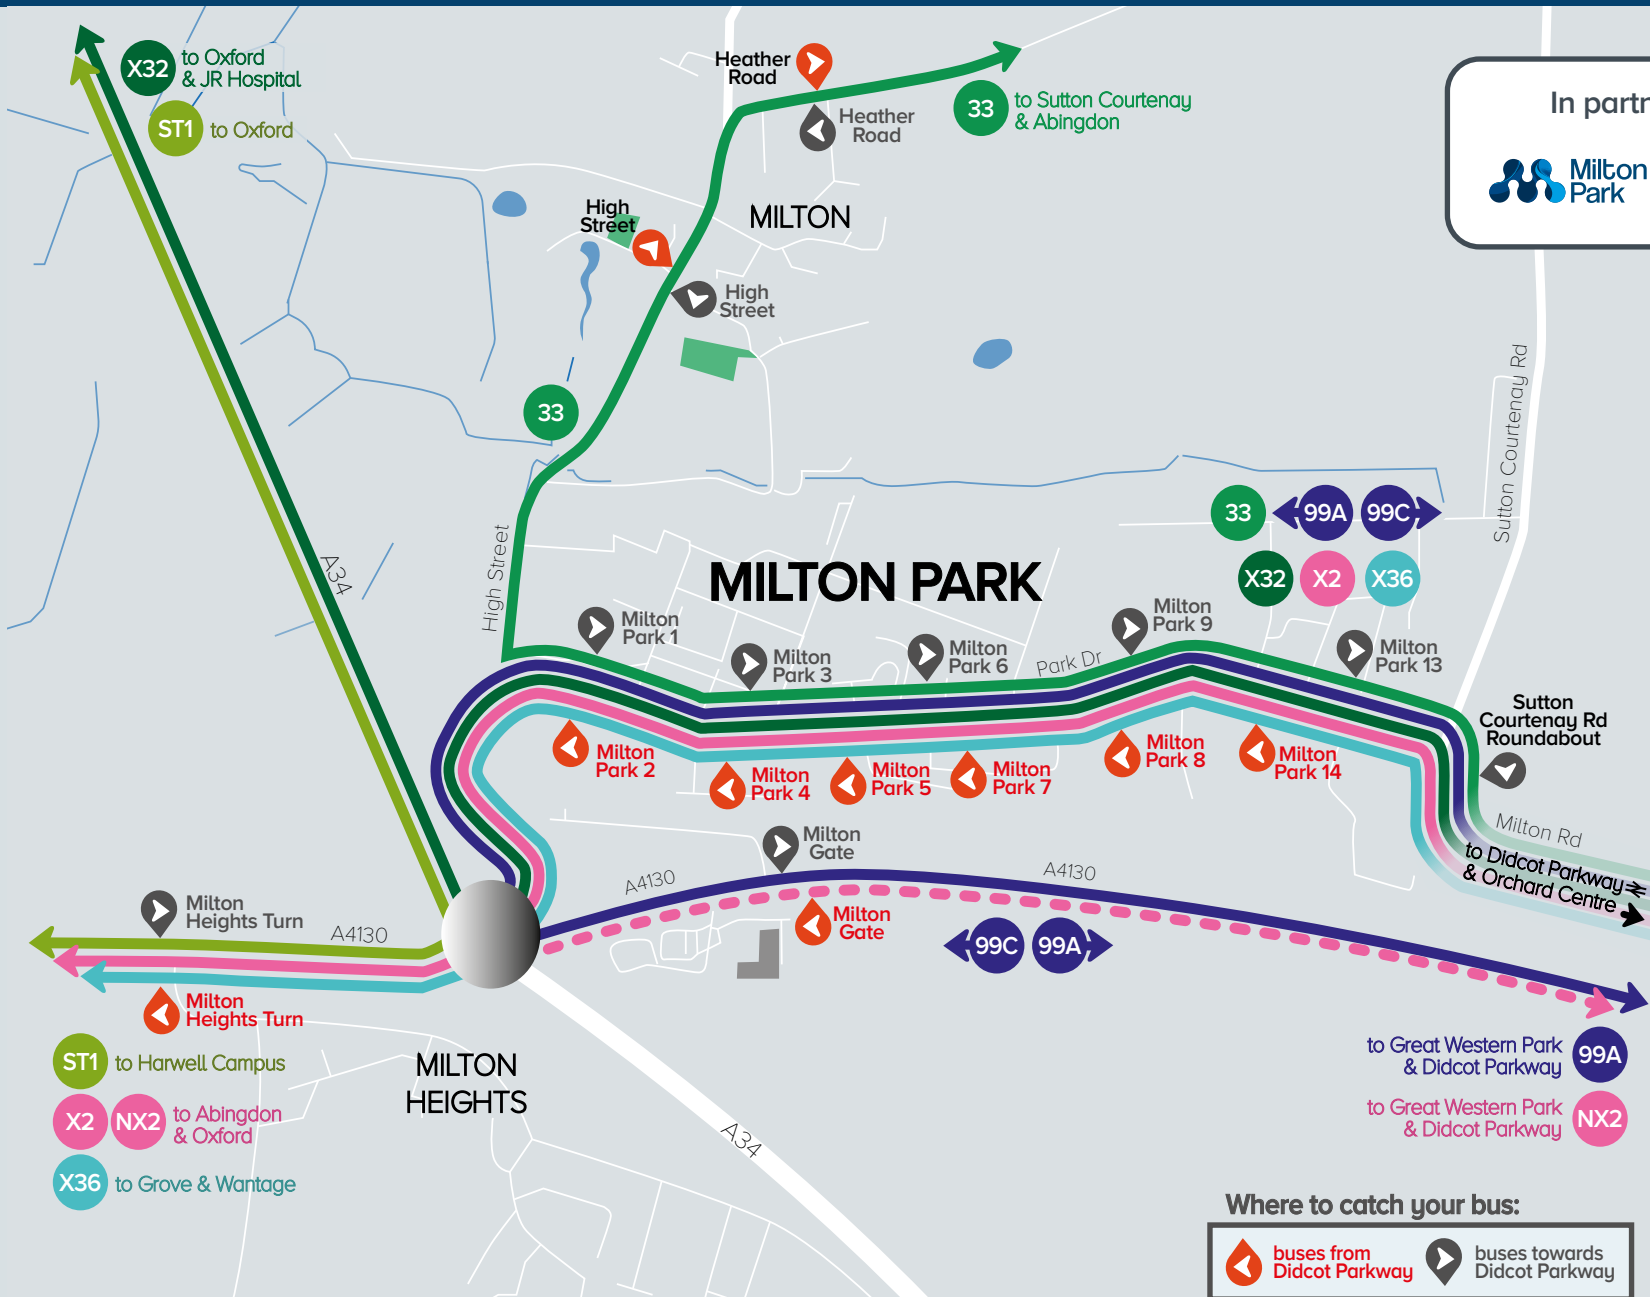 X32
to Oxford
& JR Hospital
ST1
to Oxford
Heather
Road
Heather
Road
33
to Sutton Courtenay
& Abingdon
In partn
Milton
Park
High
Street
MILTON
High
Street
33
Sutton Courtenay Rd
High Street
A34
33
99A
99C
X32
X2
X36
MILTON PARK
Milton
Park 1
Milton
Park 3
Milton
Park 6
Park Dr
Milton
Park 9
Milton
Park 13
Sutton
Courtenay Rd
Roundabout
Milton
Park 2
Milton
Park 4
Milton
Park 5
Milton
Park 7
Milton
Park 8
Milton
Park 14
Milton Rd
to Didcot Parkway
& Orchard Centre
Milton
Gate
A4130
A4130
Milton
Gate
99C
99A
Milton
Heights Turn
A4130
Milton
Heights Turn
ST1
to Harwell Campus
X2
NX2
to Abingdon
& Oxford
X36
to Grove & Wantage
MILTON
HEIGHTS
A34
to Great Western Park
& Didcot Parkway
99A
to Great Western Park
& Didcot Parkway
NX2
Where to catch your bus:
buses from
Didcot Parkway
buses towards
Didcot Parkway